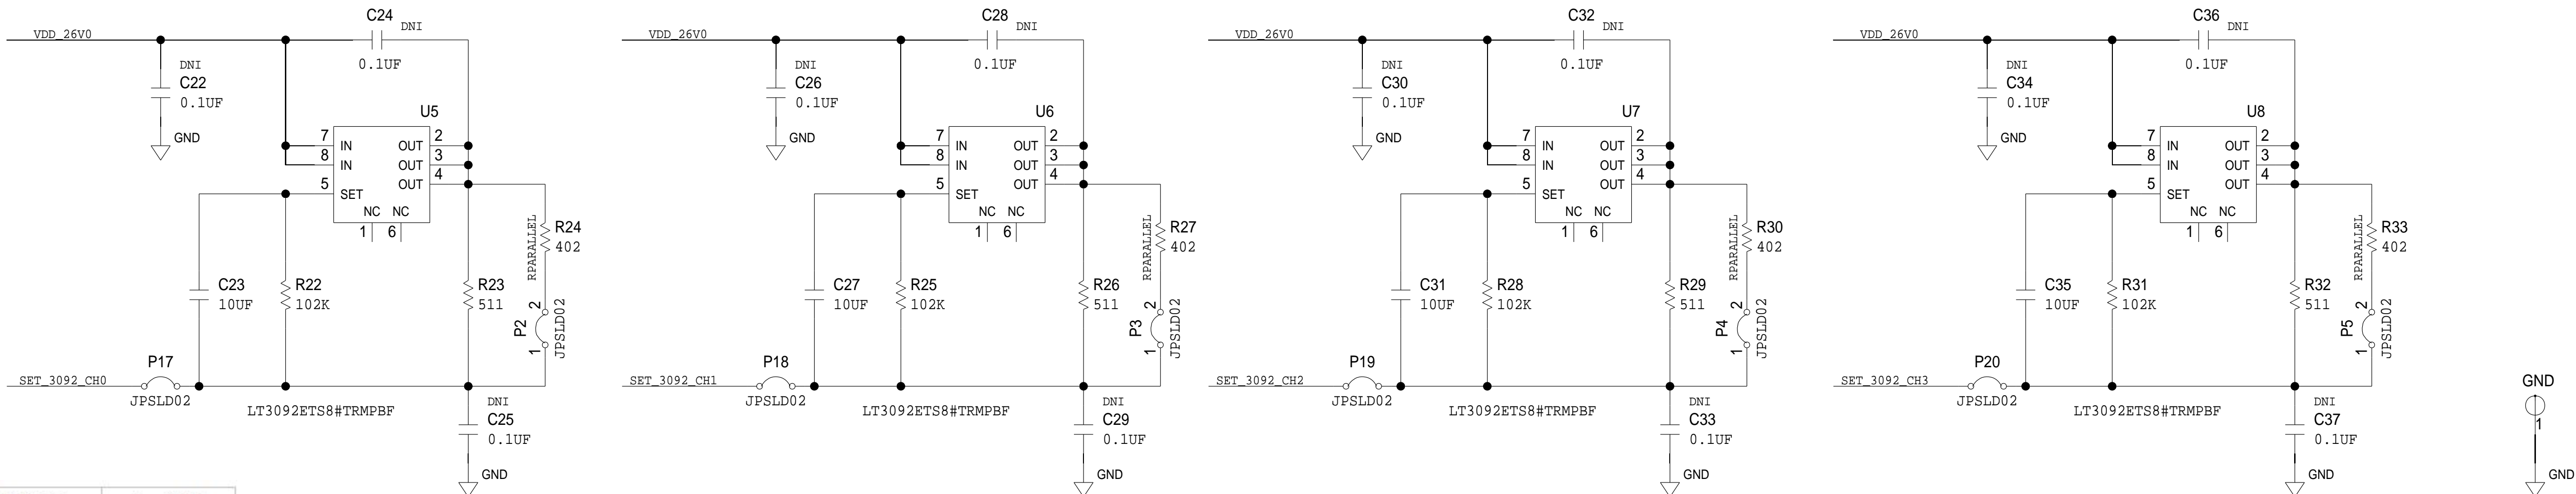 C24
DNI
VDD_26V0
0.1UF
DNI
C22
0.1UF
GND
U5
7
IN
OUT
2
8
IN
OUT
3
OUT
4
5
SET
NC
NC
1
6
RPARALLEL
R24
402
C23
10UF
R22
102K
R23
511
2
P2
1
JPSLD02
P17
SET_3092_CH0
JPSLD02
LT3092ETS8#TRMPBF
DNI
C25
0.1UF
GND
C28
DNI
VDD_26V0
0.1UF
DNI
C26
0.1UF
GND
U6
7
IN
OUT
2
8
IN
OUT
3
OUT
4
5
SET
NC
NC
1
6
RPARALLEL
R27
402
C27
10UF
R25
102K
R26
511
2
P3
1
JPSLD02
P18
SET_3092_CH1
JPSLD02
LT3092ETS8#TRMPBF
DNI
C29
0.1UF
GND
C32
DNI
VDD_26V0
0.1UF
DNI
C30
0.1UF
GND
U7
7
IN
OUT
2
8
IN
OUT
3
OUT
4
5
SET
NC
NC
1
6
RPARALLEL
R30
402
C31
10UF
R28
102K
R29
511
2
P4
1
JPSLD02
P19
SET_3092_CH2
JPSLD02
LT3092ETS8#TRMPBF
DNI
C33
0.1UF
GND
C36
DNI
VDD_26V0
0.1UF
DNI
C34
0.1UF
GND
U8
7
IN
OUT
2
8
IN
OUT
3
OUT
4
5
SET
NC
NC
1
6
RPARALLEL
R33
402
C35
10UF
R31
102K
R32
511
2
P5
1
JPSLD02
P20
SET_3092_CH3
JPSLD02
LT3092ETS8#TRMPBF
DNI
C37
0.1UF
GND
GND
1
GND